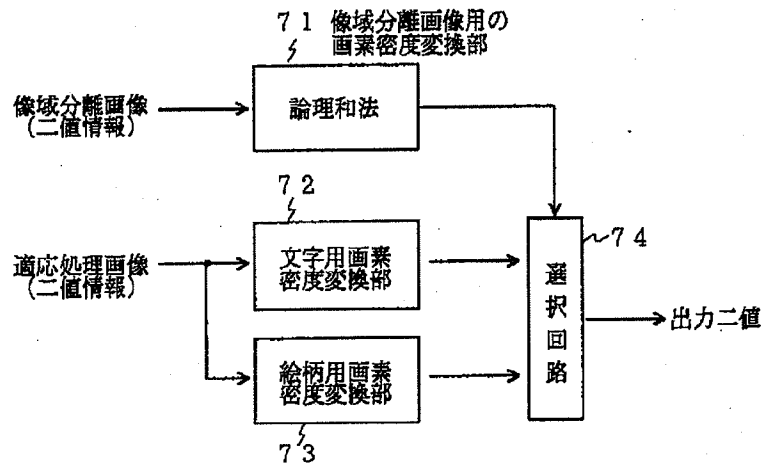 ７１ 像域分離画像用の
画素密度変換部
像域分離画像
（二値情報）
論理和法
７２
文字用画素
密度変換部
適応処理画像
（二値情報）
絵柄用画素
密度変換部
７３
７４
選択回路
出力二値